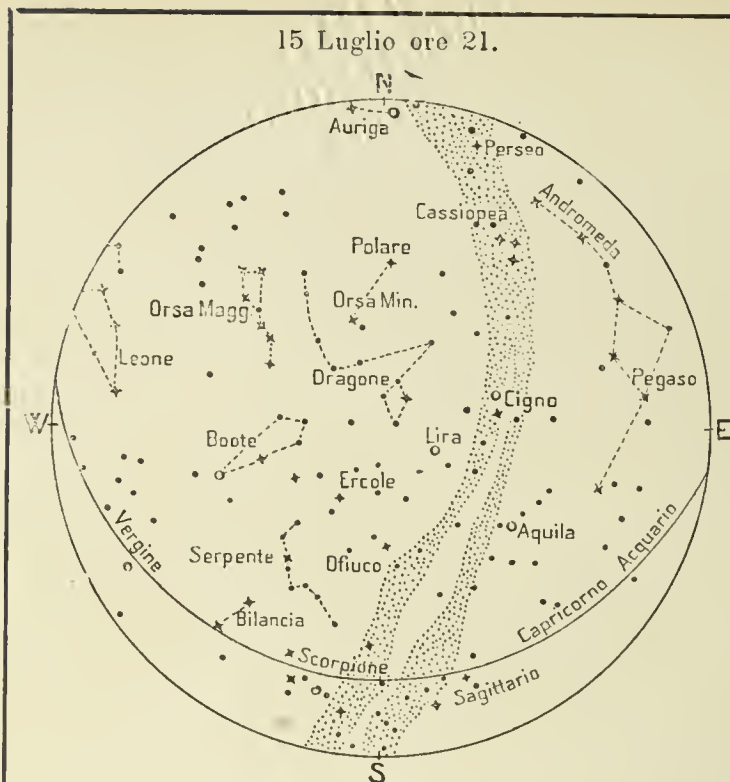 15 Luglio ore 21.
N
Auriga
Perseo
Andromeda
Cassiopea
Polare
Orsa Magg.
Orsa Min.
Leone
Dragone
Pegaso
Cigno
W
E
Boote
Lira
Ercole
Vergine
Serpente
Ofiuco
Aquila
Acquario
Capricorno
Bilancia
Scorpione
Sagittario
S